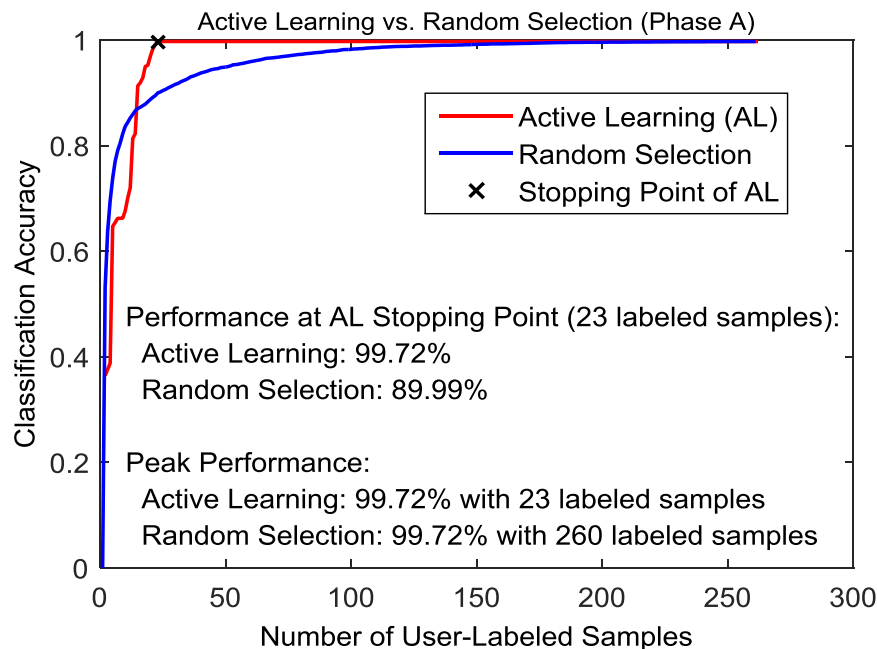 Active Learning vs. Random Selection (Phase A)
1
0.8
0.6
0.4
0.2
0
Classification Accuracy
Active Learning (AL)
Random Selection
Stopping Point of AL
Performance at AL Stopping Point (23 labeled samples):
Active Learning: 99.72%
Random Selection: 89.99%
Peak Performance:
Active Learning: 99.72% with 23 labeled samples
Random Selection: 99.72% with 260 labeled samples
0 50 100 150 200 250 300
Number of User-Labeled Samples